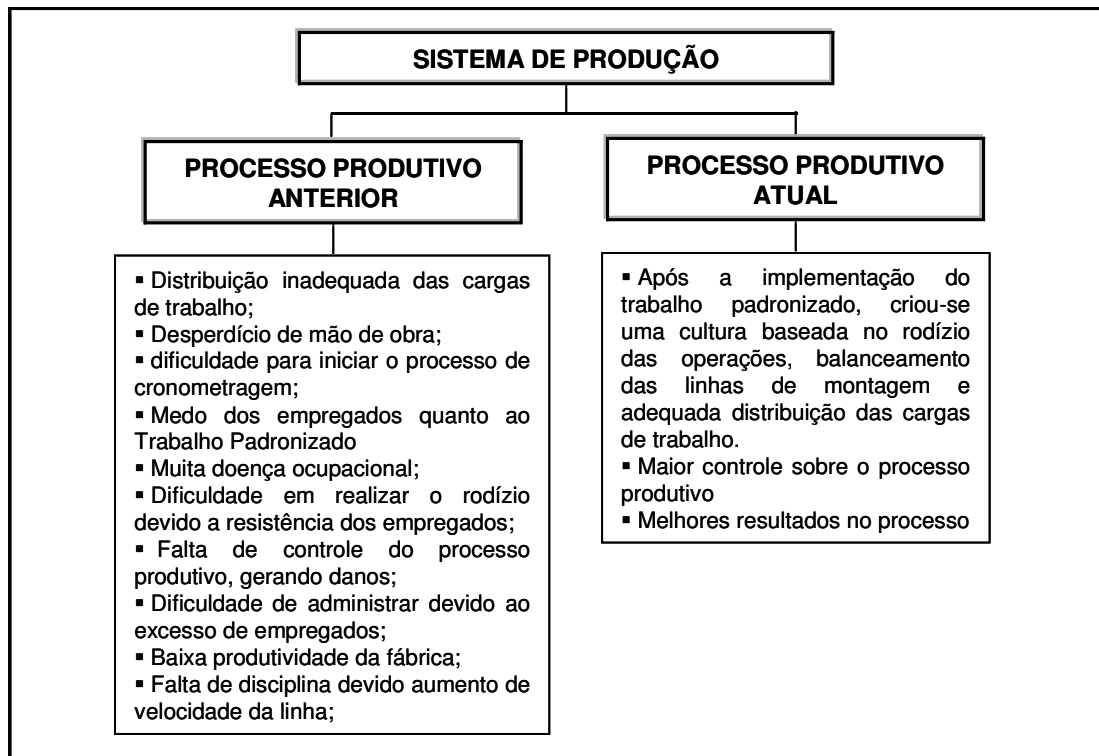 SISTEMA DE PRODUÇÃO
PROCESSO PRODUTIVO
ANTERIOR
▪ Distribuição inadequada das cargas
de trabalho;
▪ Desperdício de mão de obra;
▪ dificuldade para iniciar o processo de
cronometragem;
▪ Medo dos empregados quanto ao
Trabalho Padronizado
▪ Muita doença ocupacional;
▪ Dificuldade em realizar o rodízio
devido a resistência dos empregados;
▪ Falta de controle do processo
produtivo, gerando danos;
▪ Dificuldade de administrar devido ao
excesso de empregados;
▪ Baixa produtividade da fábrica;
▪ Falta de disciplina devido aumento de
velocidade da linha;
PROCESSO PRODUTIVO
ATUAL
▪ Após a implementação do
trabalho padronizado, criou-se
uma cultura baseada no rodízio
das operações, balanceamento
das linhas de montagem e
adequada distribuição das cargas
de trabalho.
▪ Maior controle sobre o processo
produtivo
▪ Melhores resultados no processo